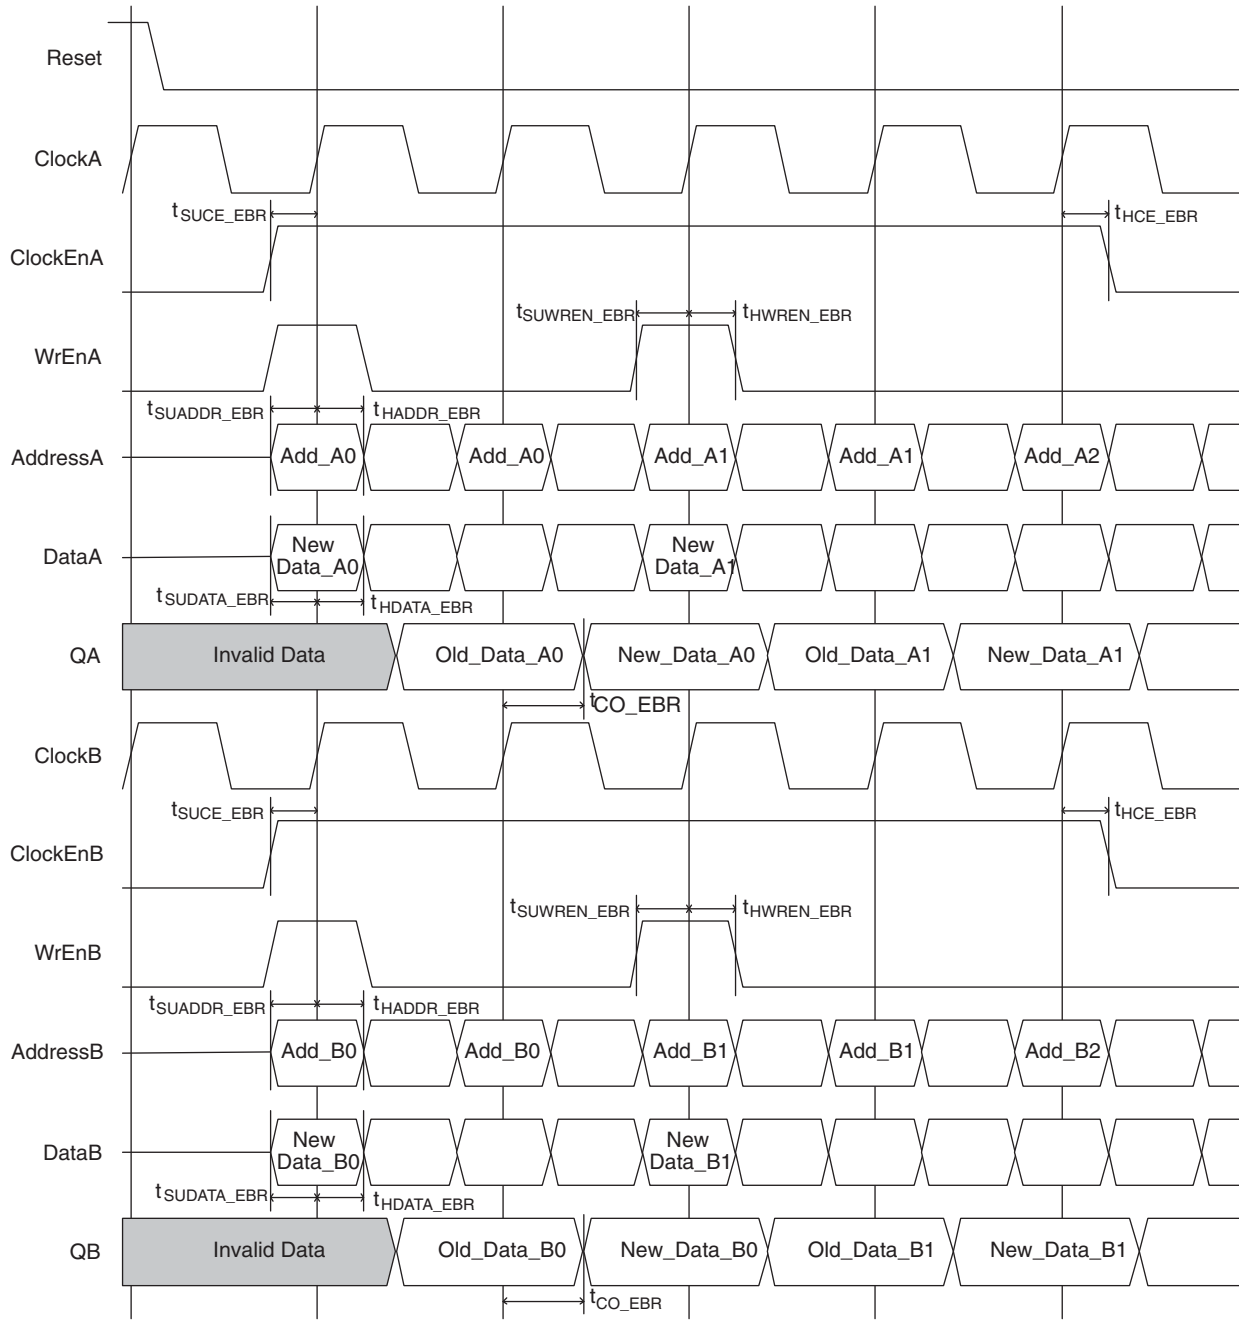 Reset
ClockA
tSUCE_EBR tHCE_EBR
ClockEnA
tSUWREN_EBR tHWREN_EBR
WrEnA
tSUADDR_EBR tHADDR_EBR
AddressA Add_A0 Add_A0 Add_A1 Add_A1 Add_A2
DataA New Data_A0 New Data_A1
tSUDATA_EBR tHDATA_EBR
QA Invalid Data Old_Data_A0 New_Data_A0 Old_Data_A1 New_Data_A1
tCO_EBR
ClockB
tSUCE_EBR tHCE_EBR
ClockEnB
tSUWREN_EBR tHWREN_EBR
WrEnB
tSUADDR_EBR tHADDR_EBR
AddressB Add_B0 Add_B0 Add_B1 Add_B1 Add_B2
DataB New Data_B0 New Data_B1
tSUDATA_EBR tHDATA_EBR
QB Invalid Data Old_Data_B0 New_Data_B0 Old_Data_B1 New_Data_B1
tCO_EBR